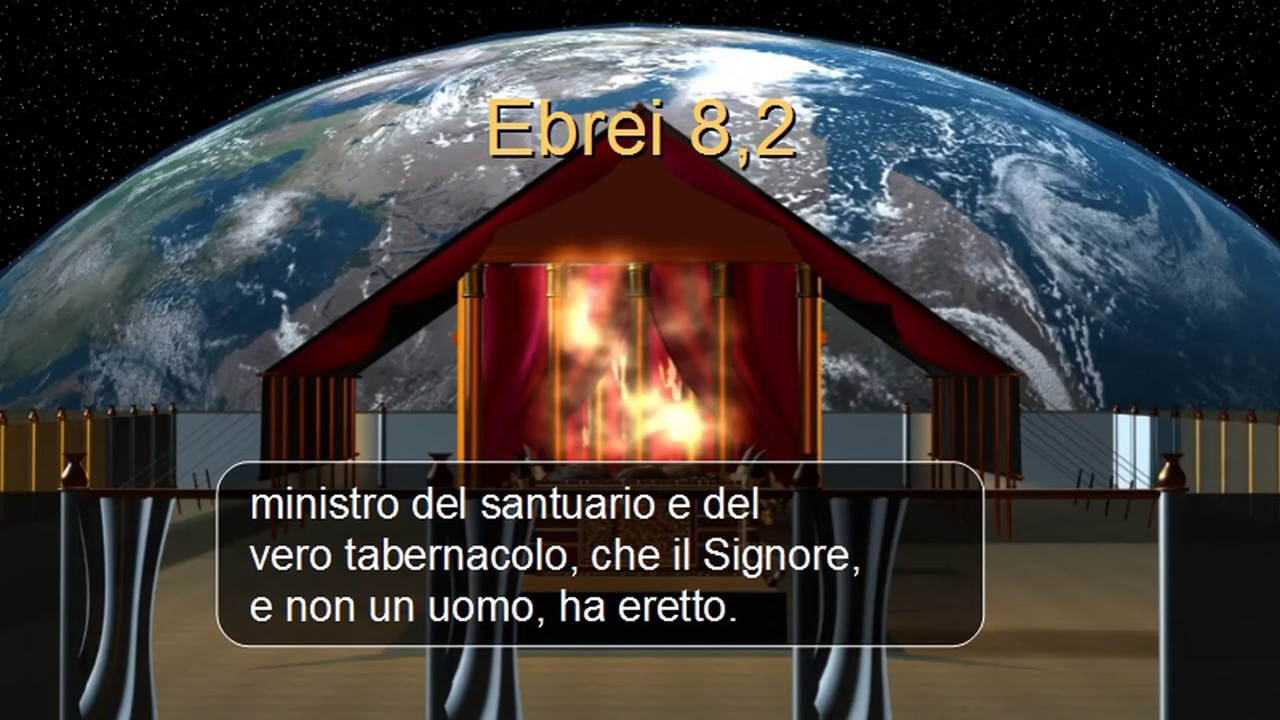 Ebrei 8,2
ministro del santuario e del
vero tabernacolo, che il Signore,
e non un uomo, ha eretto.